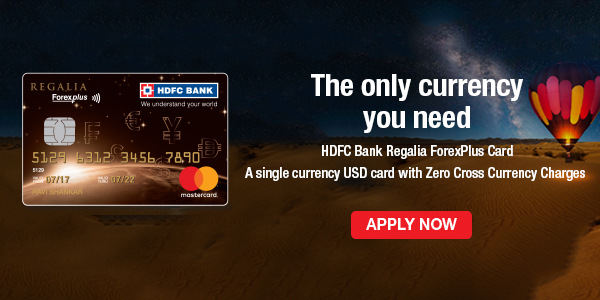 REGALIA
Forexplus
HDFC BANK
We understand your world
5129 6312 3456 7890
5129
07/17
07/22
mastercard
The only currency
you need
HDFC Bank Regalia ForexPlus Card
A single currency USD card with Zero Cross Currency Charges
APPLY NOW